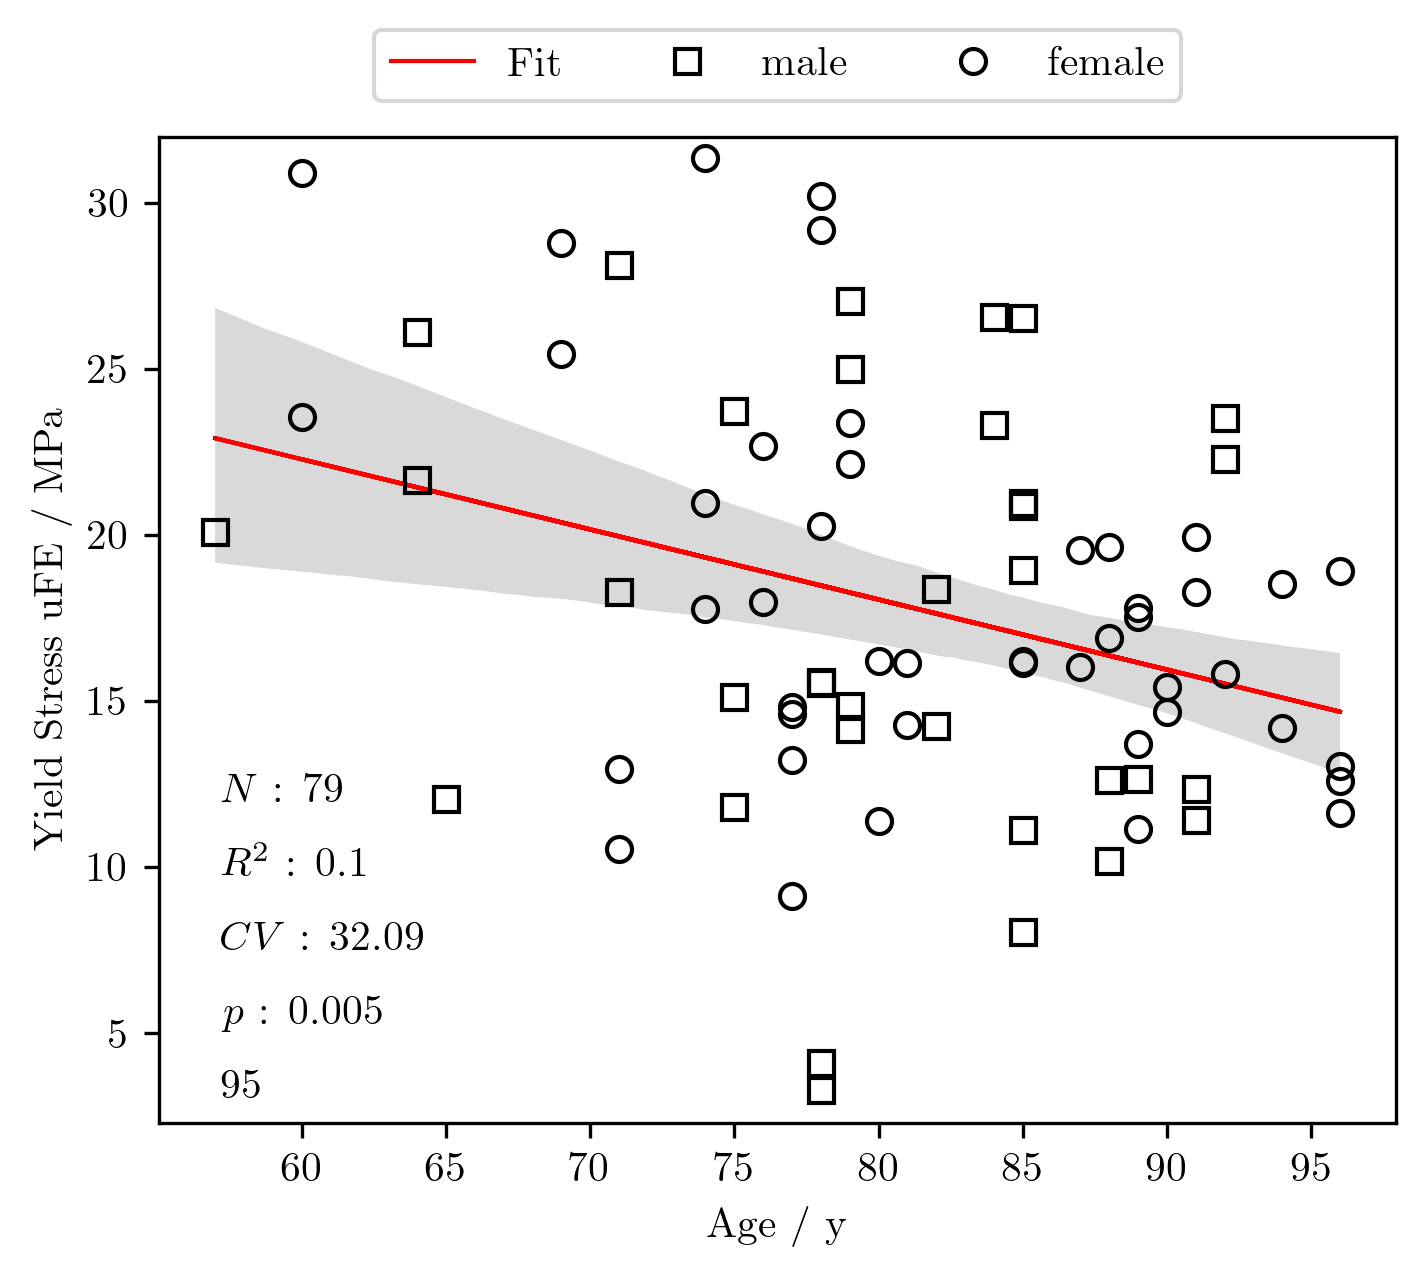 Fit male female
Yield Stress uFE / MPa
30
25
20
15
10
5
N : 79
R² : 0.1
CV : 32.09
p : 0.005
95
60 65 70 75 80 85 90 95
Age / y